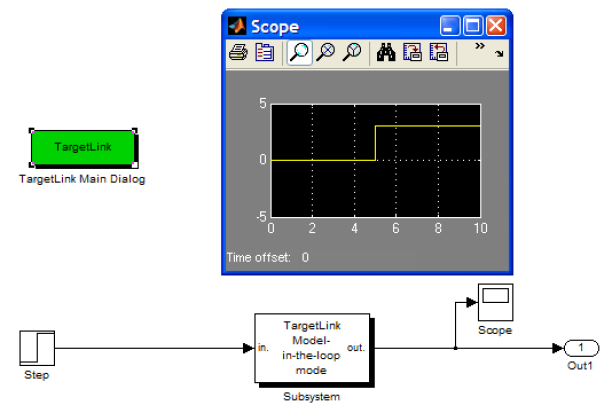 Scope
»
5
TargetLink
0
TargetLink Main Dialog
-5
0 2 4 6 8 10
Time offset: 0
TargetLink
Model-
in. in-the-loop out.
mode
Scope
1
Step
Out1
Subsystem